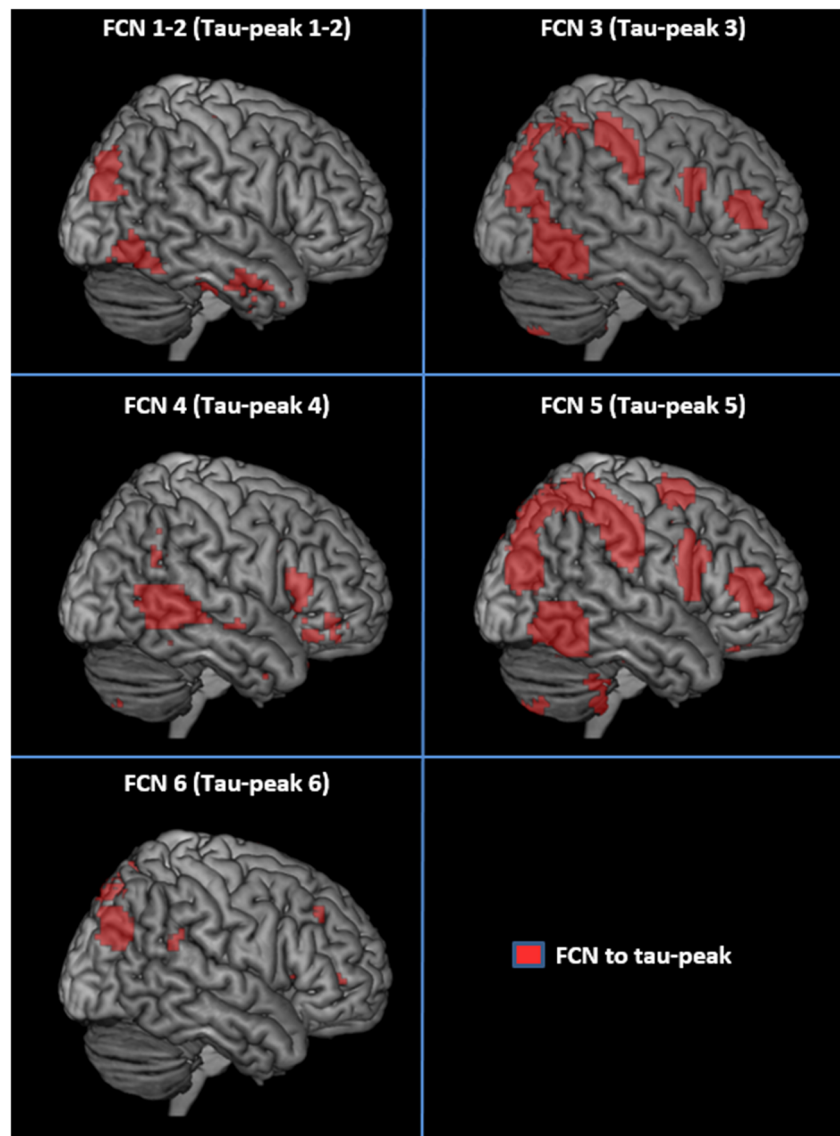 FCN 1-2 (Tau-peak 1-2)
FCN 3 (Tau-peak 3)
FCN 4 (Tau-peak 4)
FCN 5 (Tau-peak 5)
FCN 6 (Tau-peak 6)
FCN to tau-peak